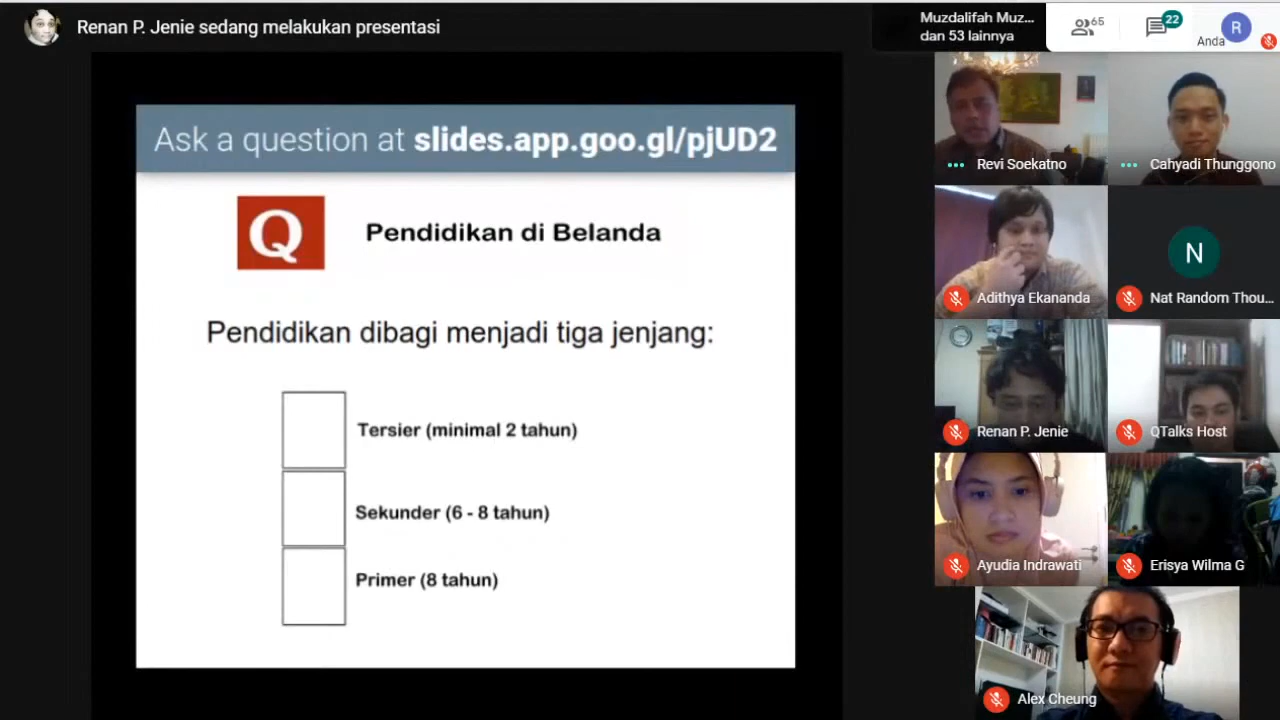 Renan P. Jenie sedang melakukan presentasi
Muzdalifah Muz...
dan 53 lainnya
65
22
Anda
R
Ask a question at slides.app.goo.gl/pjUD2
Q
Pendidikan di Belanda
Pendidikan dibagi menjadi tiga jenjang:
Tersier (minimal 2 tahun)
Sekunder (6 - 8 tahun)
Primer (8 tahun)
Revi Soekatno
Cahyadi Thunggono
Adithya Ekananda
N
Nat Random Thou...
Renan P. Jenie
QTalks Host
Ayudia Indrawati
Erisya Wilma G
Alex Cheung